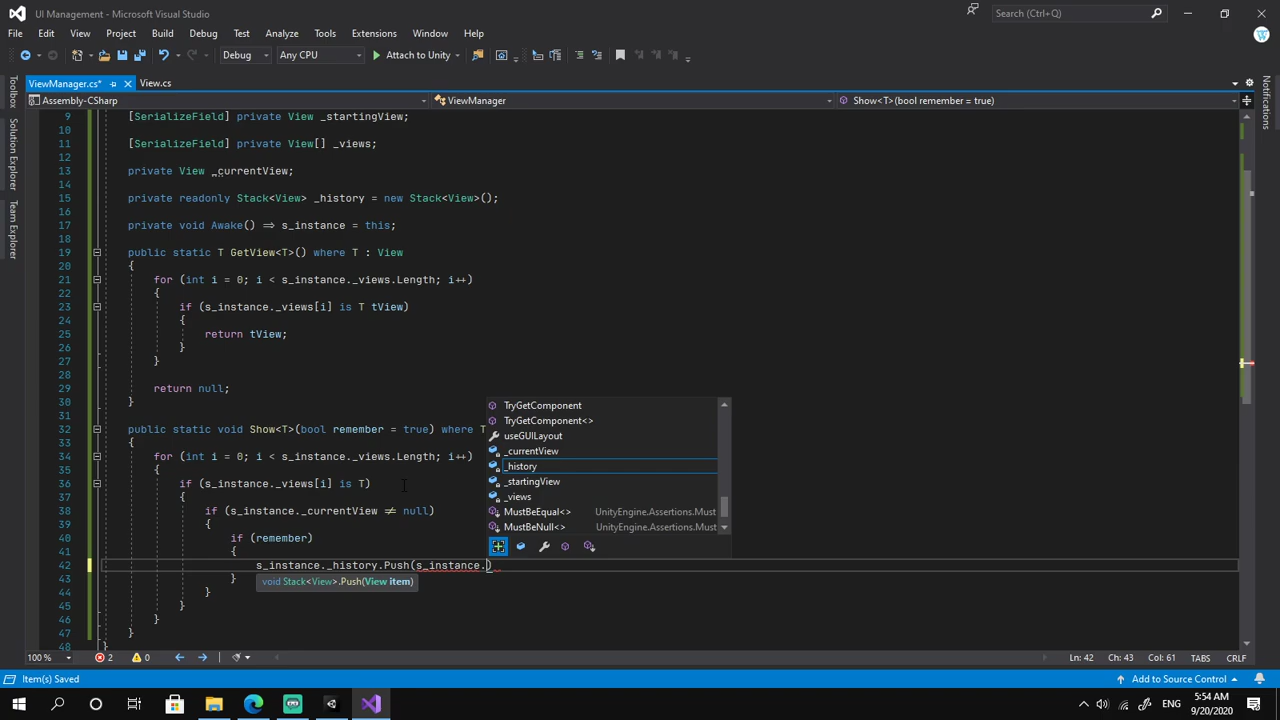 UI Management - Microsoft Visual Studio
Search (Ctrl+Q)
File Edit View Project Build Debug Test Analyze Tools Extensions Window Help
Debug Any CPU Attach to Unity
ViewManager.cs* View.cs
Assembly-CSharp ViewManager Show<T>(bool remember = true)
Toolbox
Solution Explorer
Team Explorer
Notifications
9 [SerializeField] private View _startingView;
10
11 [SerializeField] private View[] _views;
12
13 private View _currentView;
14
15 private readonly Stack<View> _history = new Stack<View>();
16
17 private void Awake() => s_instance = this;
18
19 public static T GetView<T>() where T : View
20 {
21 for (int i = 0; i < s_instance._views.Length; i++)
22 {
23 if (s_instance._views[i] is T tView)
24 {
25 return tView;
26 }
27 }
28
29 return null;
30 }
31
32 public static void Show<T>(bool remember = true) where T
33 {
34 for (int i = 0; i < s_instance._views.Length; i++)
35 {
36 if (s_instance._views[i] is T)
37 {
38 if (s_instance._currentView ≠ null)
39 {
40 if (remember)
41 {
42 s_instance._history.Push(s_instance.)
43 }
44 }
45 }
46 }
47 }
48 }
TryGetComponent
TryGetComponent<>
useGUILayout
_currentView
_history
_startingView
_views
MustBeEqual<> UnityEngine.Assertions.Must
MustBeNull<> UnityEngine.Assertions.Must
void Stack<View>.Push(View item)
100 % 2 0 Ln: 42 Ch: 43 Col: 61 TABS CRLF
Item(s) Saved Add to Source Control
ENG 5:54 AM
9/20/2020